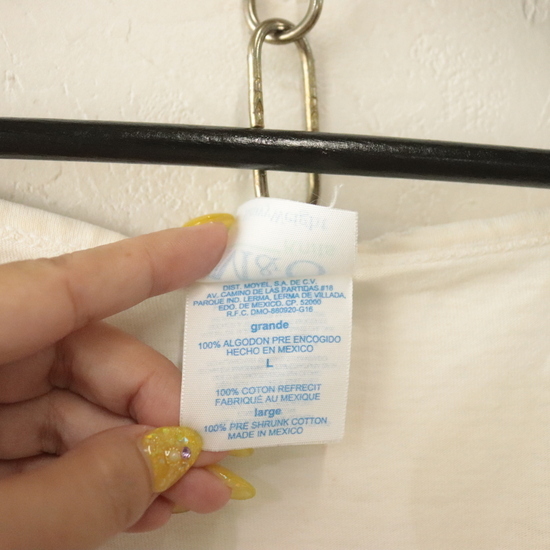 M&O
DIST. MOYEL, S.A. DE C.V.
AV. CAMINO DE LAS PARTIDAS #18
PARQUE IND. LERMA, LERMA DE VILLADA,
EDO. DE MEXICO, CP. 52000
R.F.C. DMO-860920-G16
grande
100% ALGODON PRE ENCOGIDO
HECHO EN MEXICO
L
100% COTON REFRECIT
FABRIQUÉ AU MEXIQUE
large
100% PRE SHRUNK COTTON
MADE IN MEXICO